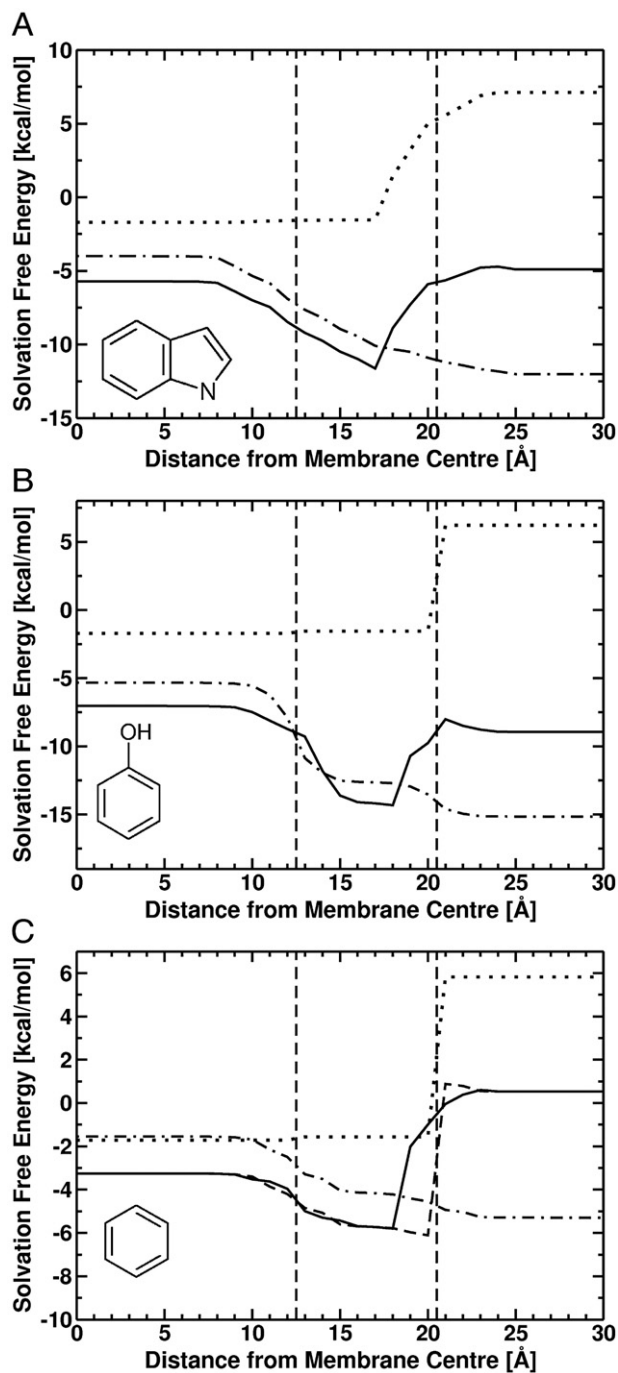 A
Solvation Free Energy [kcal/mol]
10
5
0
-5
-10
-15
N
0 5 10 15 20 25 30
Distance from Membrane Centre [Å]
B
Solvation Free Energy [kcal/mol]
5
0
-5
-10
-15
OH
0 5 10 15 20 25 30
Distance from Membrane Centre [Å]
C
Solvation Free Energy [kcal/mol]
6
4
2
0
-2
-4
-6
-8
-10
0 5 10 15 20 25 30
Distance from Membrane Centre [Å]